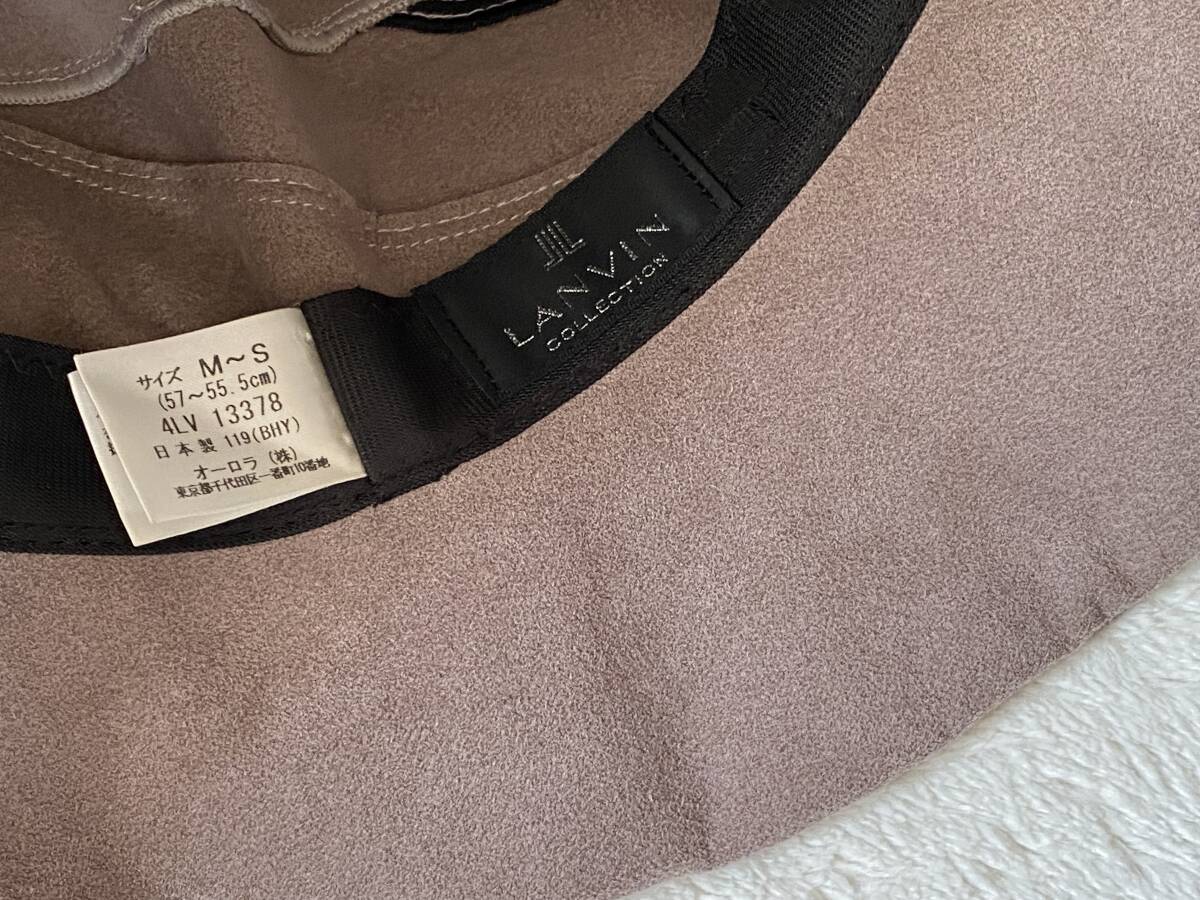 サイズ M~S
(57~55.5cm)
4LV 13378
日本製 119(BHY)
オーロラ (株)
東京都千代田区一番町10番地
LANVIN
COLLECTION